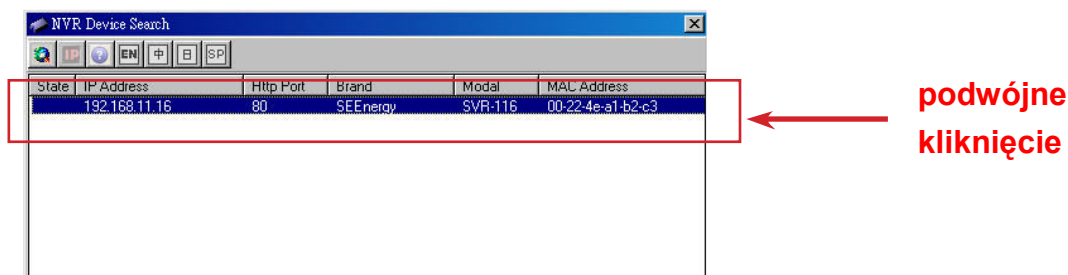 NVR Device Search
IP ? EN 中 日 SP
State IP Address Http Port Brand Modal MAC Address
192.168.11.16 80 SEEnergy SVR-116 00-22-4e-a1-b2-c3
podwójne
kliknięcie